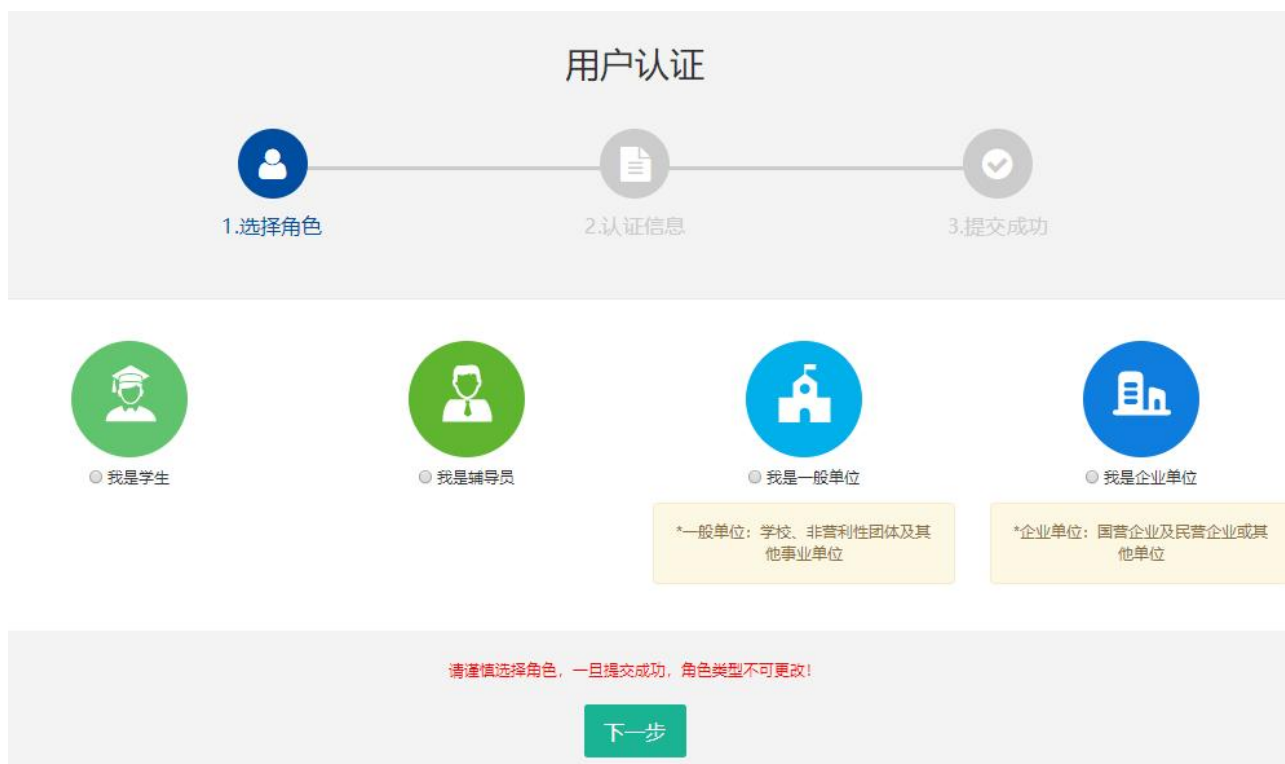 用户认证
1.选择角色
2.认证信息
3.提交成功
我是学生
我是辅导员
我是一般单位
我是企业单位
*一般单位：学校、非营利性团体及其
他事业单位
*企业单位：国营企业及民营企业或其
他单位
请谨慎选择角色，一旦提交成功，角色类型不可更改！
下一步